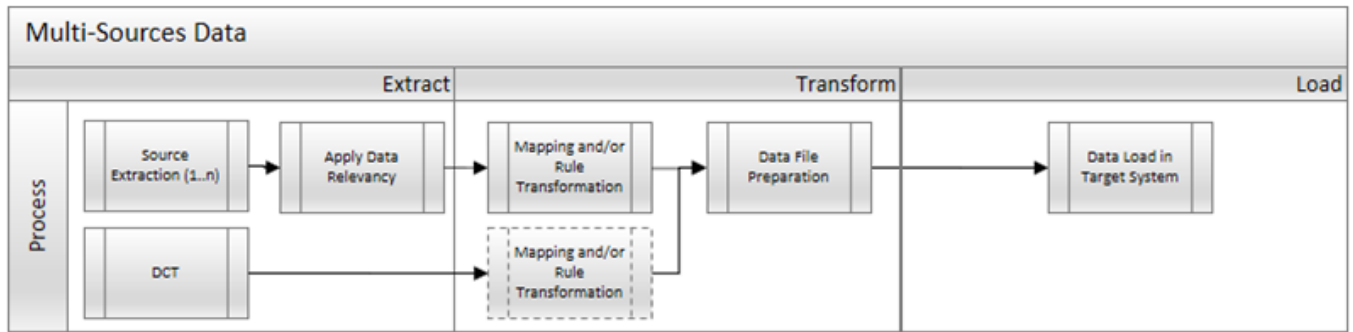 Multi-Sources Data
Extract
Transform
Load
Process
Source
Extraction (1..n)
Apply Data
Relevancy
Mapping and/or
Rule
Transformation
Data File
Preparation
Data Load in
Target System
DCT
Mapping and/or
Rule
Transformation